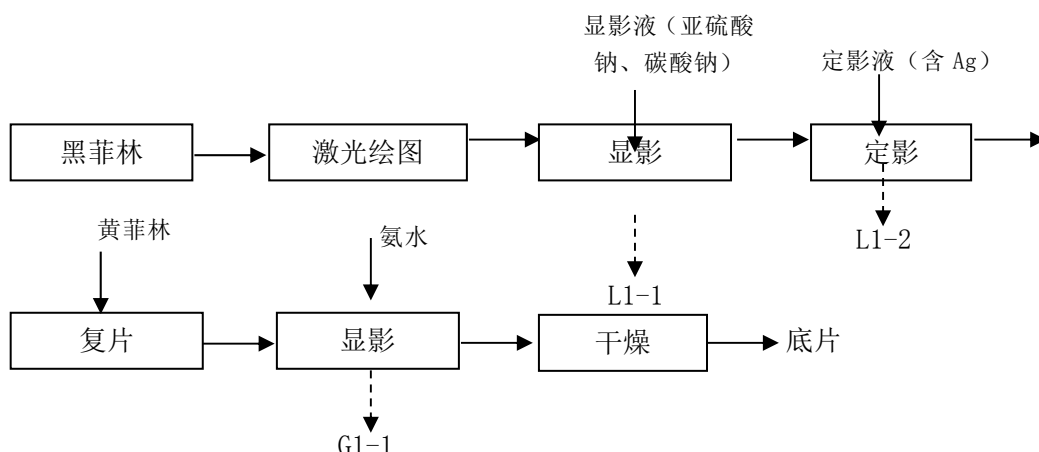 显影液（亚硫酸
钠、碳酸钠）
定影液（含 Ag）
黑菲林
激光绘图
显影
定影
L1-2
黄菲林
氨水
L1-1
复片
显影
干燥
底片
G1-1